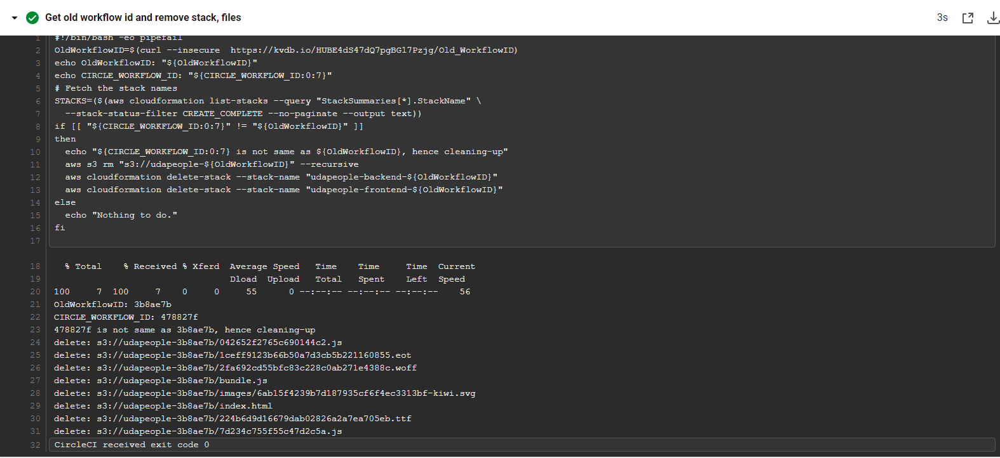 Get old workflow id and remove stack, files
3s
1 #!/bin/bash -eo pipefail
2 OldWorkflowID=$(curl --insecure  https://kvdb.io/HUBE4dS47dQ7pgBG17Pzjg/Old_WorkflowID)
3 echo OldWorkflowID: "${OldWorkflowID}"
4 echo CIRCLE_WORKFLOW_ID: "${CIRCLE_WORKFLOW_ID:0:7}"
5 # Fetch the stack names
6 STACKS=($(aws cloudformation list-stacks --query "StackSummaries[*].StackName" \
7   --stack-status-filter CREATE_COMPLETE --no-paginate --output text))
8 if [[ "${CIRCLE_WORKFLOW_ID:0:7}" != "${OldWorkflowID}" ]]
9 then
10   echo "${CIRCLE_WORKFLOW_ID:0:7} is not same as ${OldWorkflowID}, hence cleaning-up"
11   aws s3 rm "s3://udapeople-${OldWorkflowID}" --recursive
12   aws cloudformation delete-stack --stack-name "udapeople-backend-${OldWorkflowID}"
13   aws cloudformation delete-stack --stack-name "udapeople-frontend-${OldWorkflowID}"
14 else
15   echo "Nothing to do."
16 fi
17
18   % Total    % Received % Xferd  Average Speed   Time    Time     Time  Current
19                                  Dload  Upload   Total   Spent    Left  Speed
20 100     7  100     7    0     0     55      0 --:--:-- --:--:-- --:--:--    56
21 OldWorkflowID: 3b8ae7b
22 CIRCLE_WORKFLOW_ID: 478827f
23 478827f is not same as 3b8ae7b, hence cleaning-up
24 delete: s3://udapeople-3b8ae7b/042652f2765c690144c2.js
25 delete: s3://udapeople-3b8ae7b/1ceff9123b66b50a7d3cb5b221160855.eot
26 delete: s3://udapeople-3b8ae7b/2fa692cd55bfc83c228c0ab271e4388c.woff
27 delete: s3://udapeople-3b8ae7b/bundle.js
28 delete: s3://udapeople-3b8ae7b/images/6ab15f4239b7d187935cf6f4ec3313bf-kiwi.svg
29 delete: s3://udapeople-3b8ae7b/index.html
30 delete: s3://udapeople-3b8ae7b/224b6d9d16679dab02826a2a7ea705eb.ttf
31 delete: s3://udapeople-3b8ae7b/7d234c755f55c47d2c5a.js
32 CircleCI received exit code 0